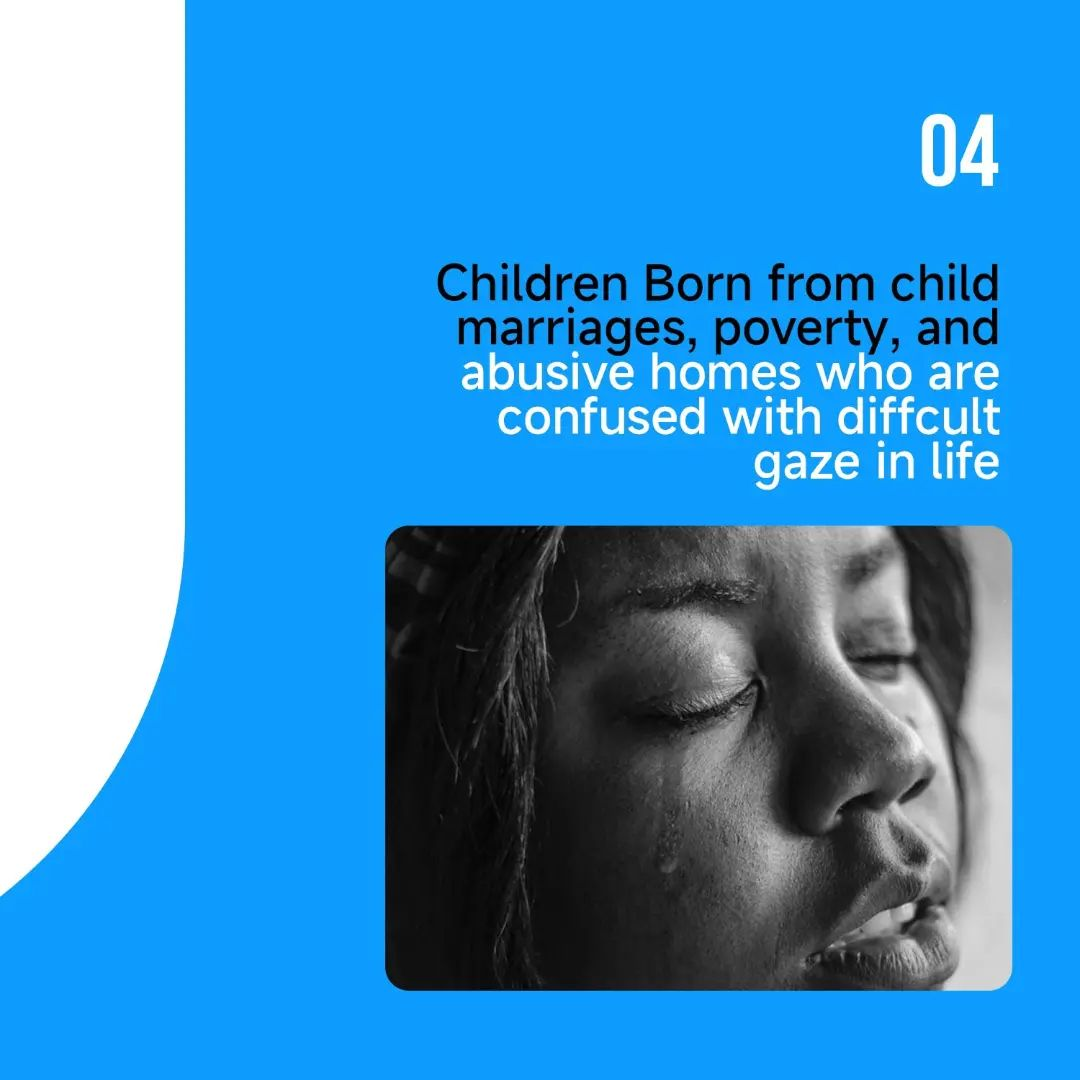 04
Children Born from child
marriages, poverty, and
abusive homes who are
confused with diffcult
gaze in life